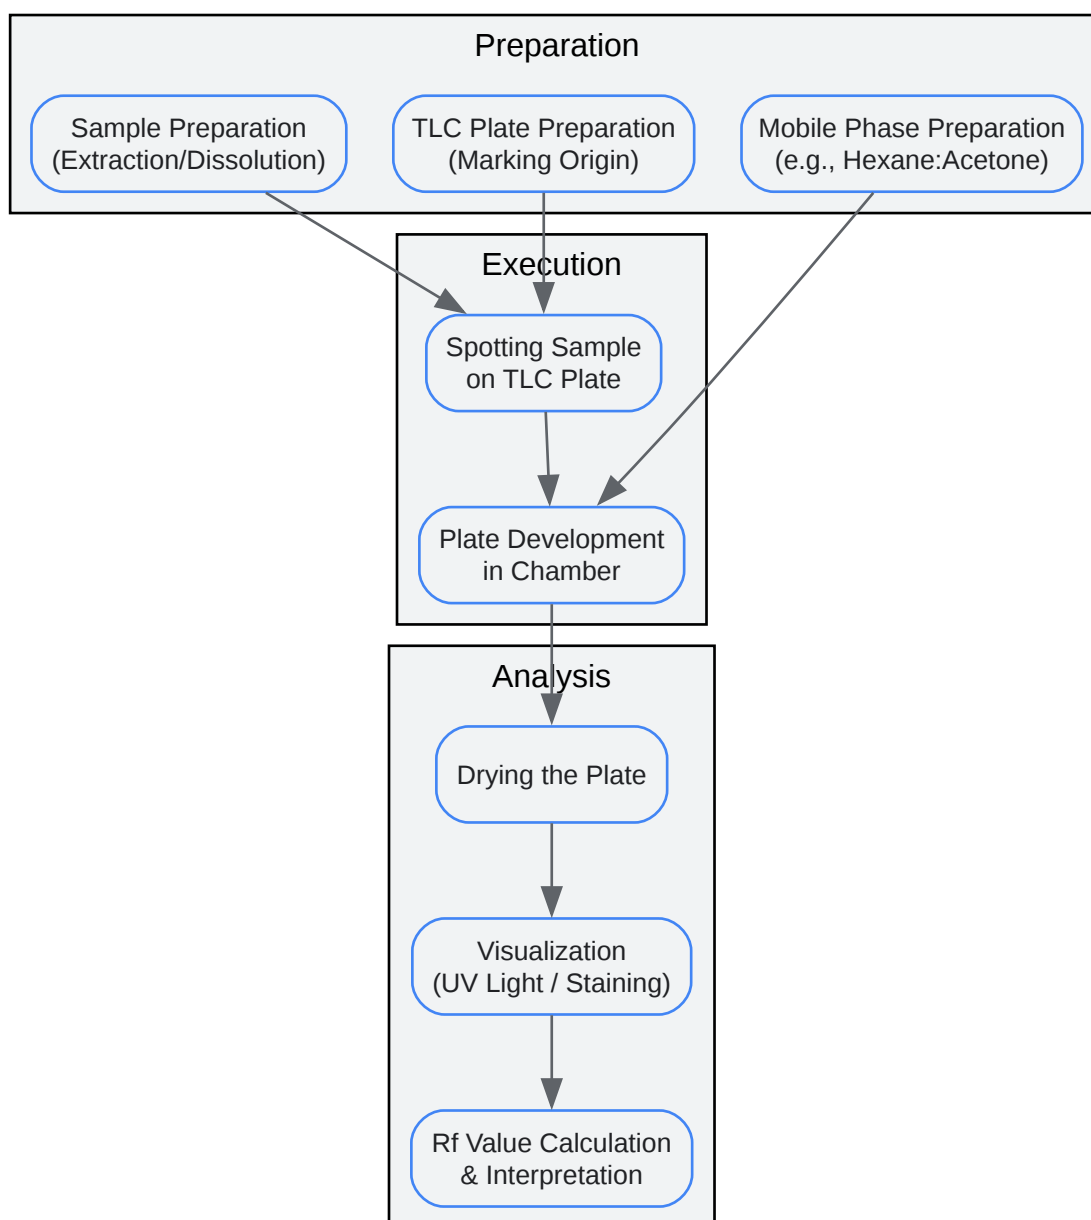 Preparation
Sample Preparation
(Extraction/Dissolution)
TLC Plate Preparation
(Marking Origin)
Mobile Phase Preparation
(e.g., Hexane:Acetone)
Execution
Spotting Sample
on TLC Plate
Plate Development
in Chamber
Analysis
Drying the Plate
Visualization
(UV Light / Staining)
Rf Value Calculation
& Interpretation